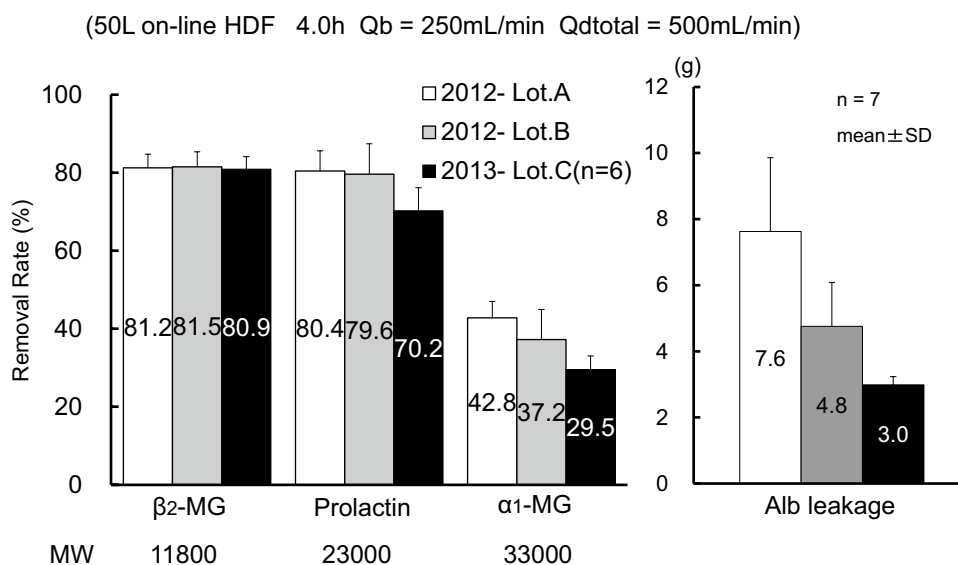 (50L on-line HDF 4.0h Qb = 250mL/min Qdtotal = 500mL/min)
Removal Rate (%)
100
80
60
40
20
0
2012- Lot.A
2012- Lot.B
2013- Lot.C(n=6)
81.2 81.5 80.9
80.4 79.6 70.2
42.8 37.2 29.5
β2-MG Prolactin α1-MG
MW 11800 23000 33000
(g)
12
10
8
6
4
2
0
n = 7
mean±SD
7.6 4.8 3.0
Alb leakage